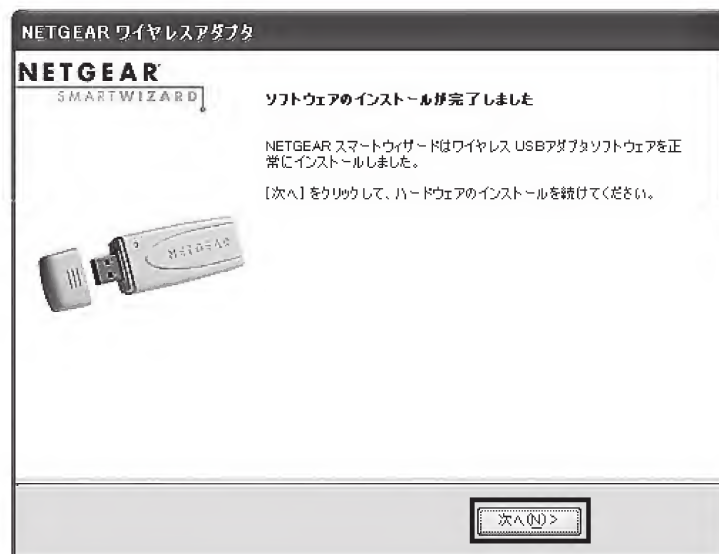 NETGEAR ワイヤレスアダプタ
NETGEAR
SMARTWIZARD
ソフトウェアのインストールが完了しました
NETGEAR スマートウィザードはワイヤレス USBアダプタソフトウェアを正
常にインストールしました。
[次へ] をクリックして、ハードウェアのインストールを続けてください。
NETGEAR
次へ(N) >